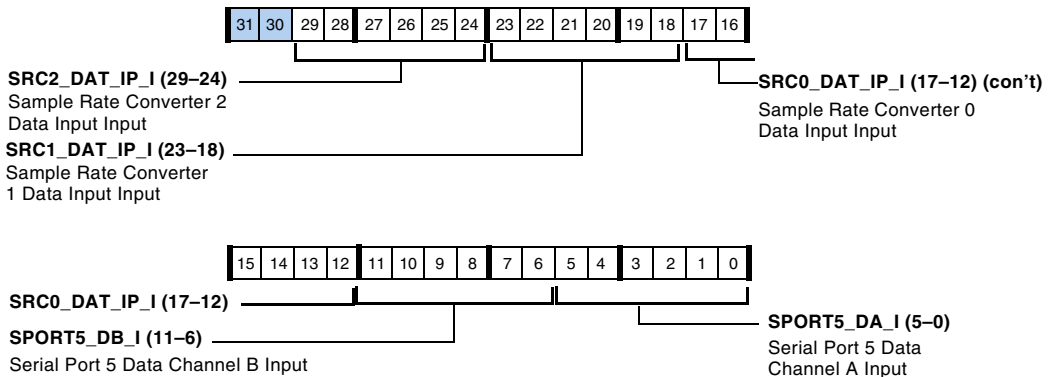 31 30 29 28 27 26 25 24 23 22 21 20 19 18 17 16
SRC2_DAT_IP_I (29–24)
Sample Rate Converter 2
Data Input Input
SRC1_DAT_IP_I (23–18)
Sample Rate Converter
1 Data Input Input
SRC0_DAT_IP_I (17–12) (con't)
Sample Rate Converter 0
Data Input Input
15 14 13 12 11 10 9 8 7 6 5 4 3 2 1 0
SRC0_DAT_IP_I (17–12)
SPORT5_DB_I (11–6)
Serial Port 5 Data Channel B Input
SPORT5_DA_I (5–0)
Serial Port 5 Data
Channel A Input